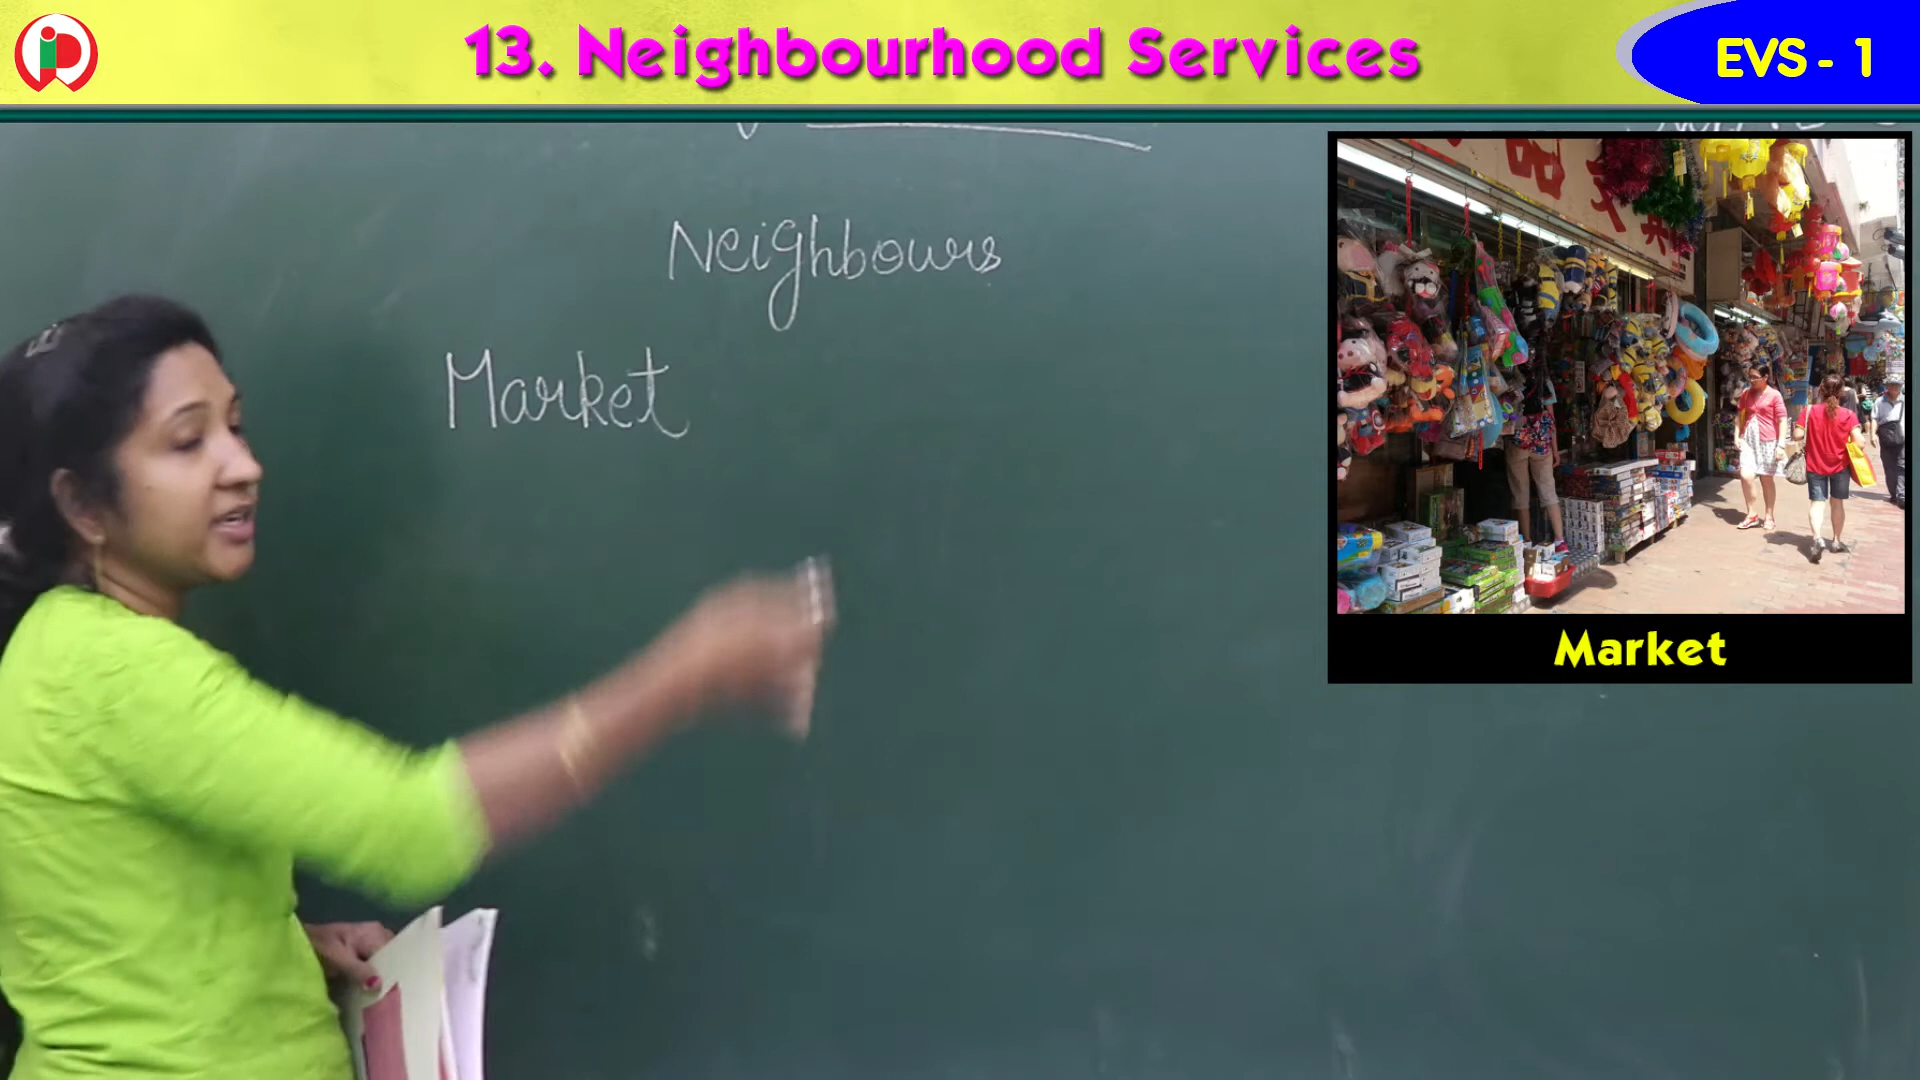 13. Neighbourhood Services
EVS - 1
Neighbours
Market
Market